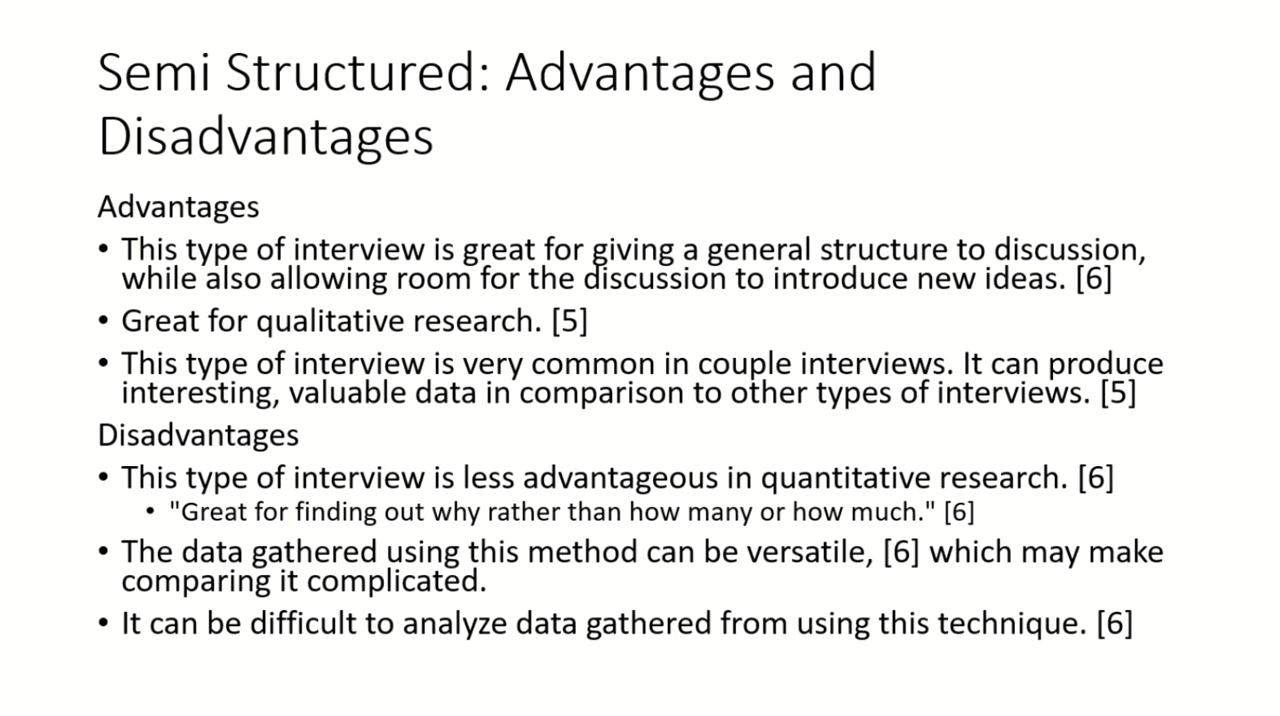 Semi Structured: Advantages and
Disadvantages
Advantages
• This type of interview is great for giving a general structure to discussion,
while also allowing room for the discussion to introduce new ideas. [6]
• Great for qualitative research. [5]
• This type of interview is very common in couple interviews. It can produce
interesting, valuable data in comparison to other types of interviews. [5]
Disadvantages
• This type of interview is less advantageous in quantitative research. [6]
• "Great for finding out why rather than how many or how much." [6]
• The data gathered using this method can be versatile, [6] which may make
comparing it complicated.
• It can be difficult to analyze data gathered from using this technique. [6]